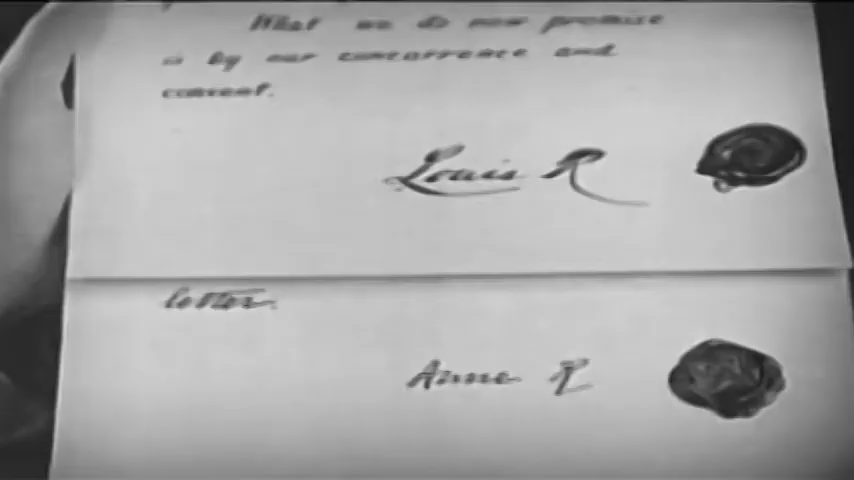 What we do now promise
is by our concurrence and
consent.
Louis R
letter.
Anne R